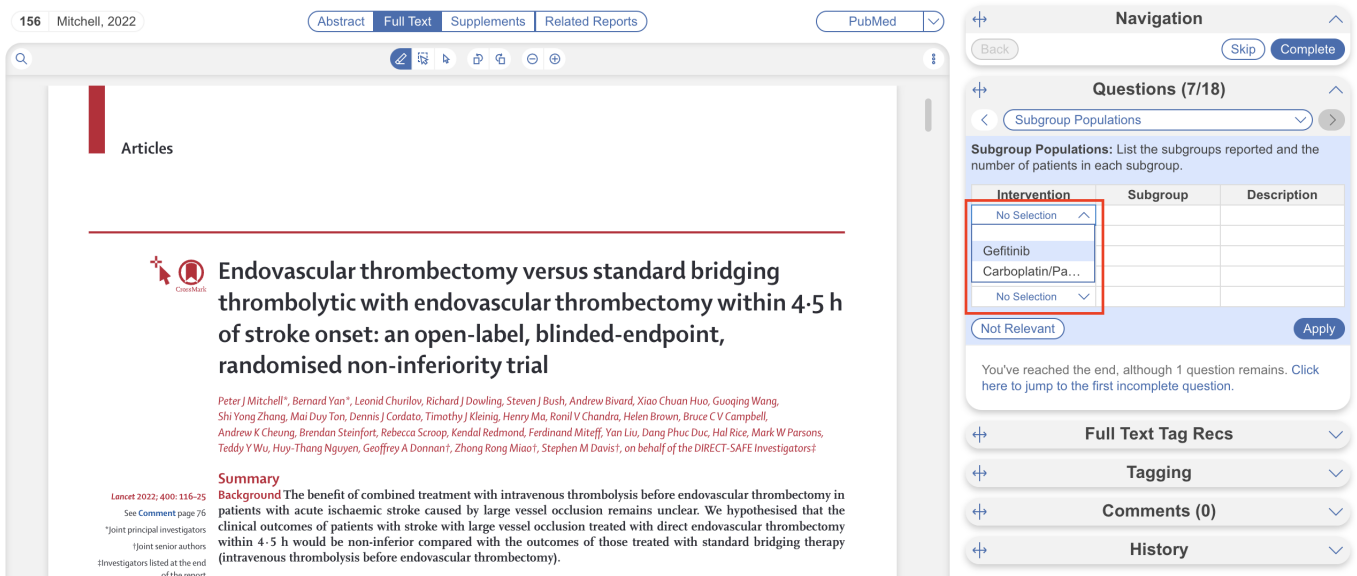 156 Mitchell, 2022
Abstract Full Text Supplements Related Reports
PubMed
Articles
CrossMark
Endovascular thrombectomy versus standard bridging
thrombolytic with endovascular thrombectomy within 4·5 h
of stroke onset: an open-label, blinded-endpoint,
randomised non-inferiority trial
Peter J Mitchell*, Bernard Yan*, Leonid Churilov, Richard J Dowling, Steven J Bush, Andrew Bivard, Xiao Chuan Huo, Guoqing Wang,
Shi Yong Zhang, Mai Duy Ton, Dennis J Cordato, Timothy J Kleinig, Henry Ma, Ronil V Chandra, Helen Brown, Bruce C V Campbell,
Andrew K Cheung, Brendan Steinfort, Rebecca Scroop, Kendal Redmond, Ferdinand Miteff, Yan Liu, Dang Phuc Duc, Hal Rice, Mark W Parsons,
Teddy Y Wu, Huy-Thang Nguyen, Geoffrey A Donnan†, Zhong Rong Miao†, Stephen M Davis†, on behalf of the DIRECT-SAFE Investigators‡
Summary
Background The benefit of combined treatment with intravenous thrombolysis before endovascular thrombectomy in
patients with acute ischaemic stroke caused by large vessel occlusion remains unclear. We hypothesised that the
clinical outcomes of patients with stroke with large vessel occlusion treated with direct endovascular thrombectomy
within 4·5 h would be non-inferior compared with the outcomes of those treated with standard bridging therapy
(intravenous thrombolysis before endovascular thrombectomy).
Lancet 2022; 400: 116–25
See Comment page 76
*Joint principal investigators
†Joint senior authors
‡Investigators listed at the end
of the report
Navigation
Back Skip Complete
Questions (7/18)
Subgroup Populations
Subgroup Populations: List the subgroups reported and the
number of patients in each subgroup.
Intervention Subgroup Description
No Selection
Gefitinib
Carboplatin/Pa...
No Selection
Not Relevant Apply
You've reached the end, although 1 question remains. Click
here to jump to the first incomplete question.
Full Text Tag Recs
Tagging
Comments (0)
History